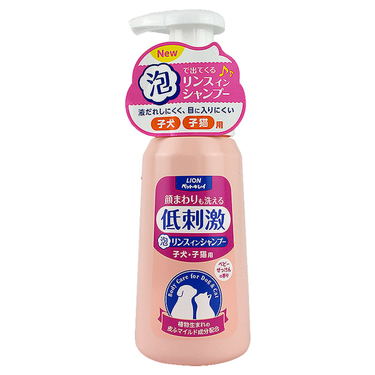 New
泡
で出てくる
リンスイン
シャンプー
液だれしにくく、目に入りにくい
子犬 子猫 用
LION
ペットキレイ
顔まわりも洗える
低刺激
泡リンスインシャンプー
子犬・子猫用
ベビー
せっけん
の香り
Body Care for Dog & Cat
植物生まれの
皮ふマイルド成分配合